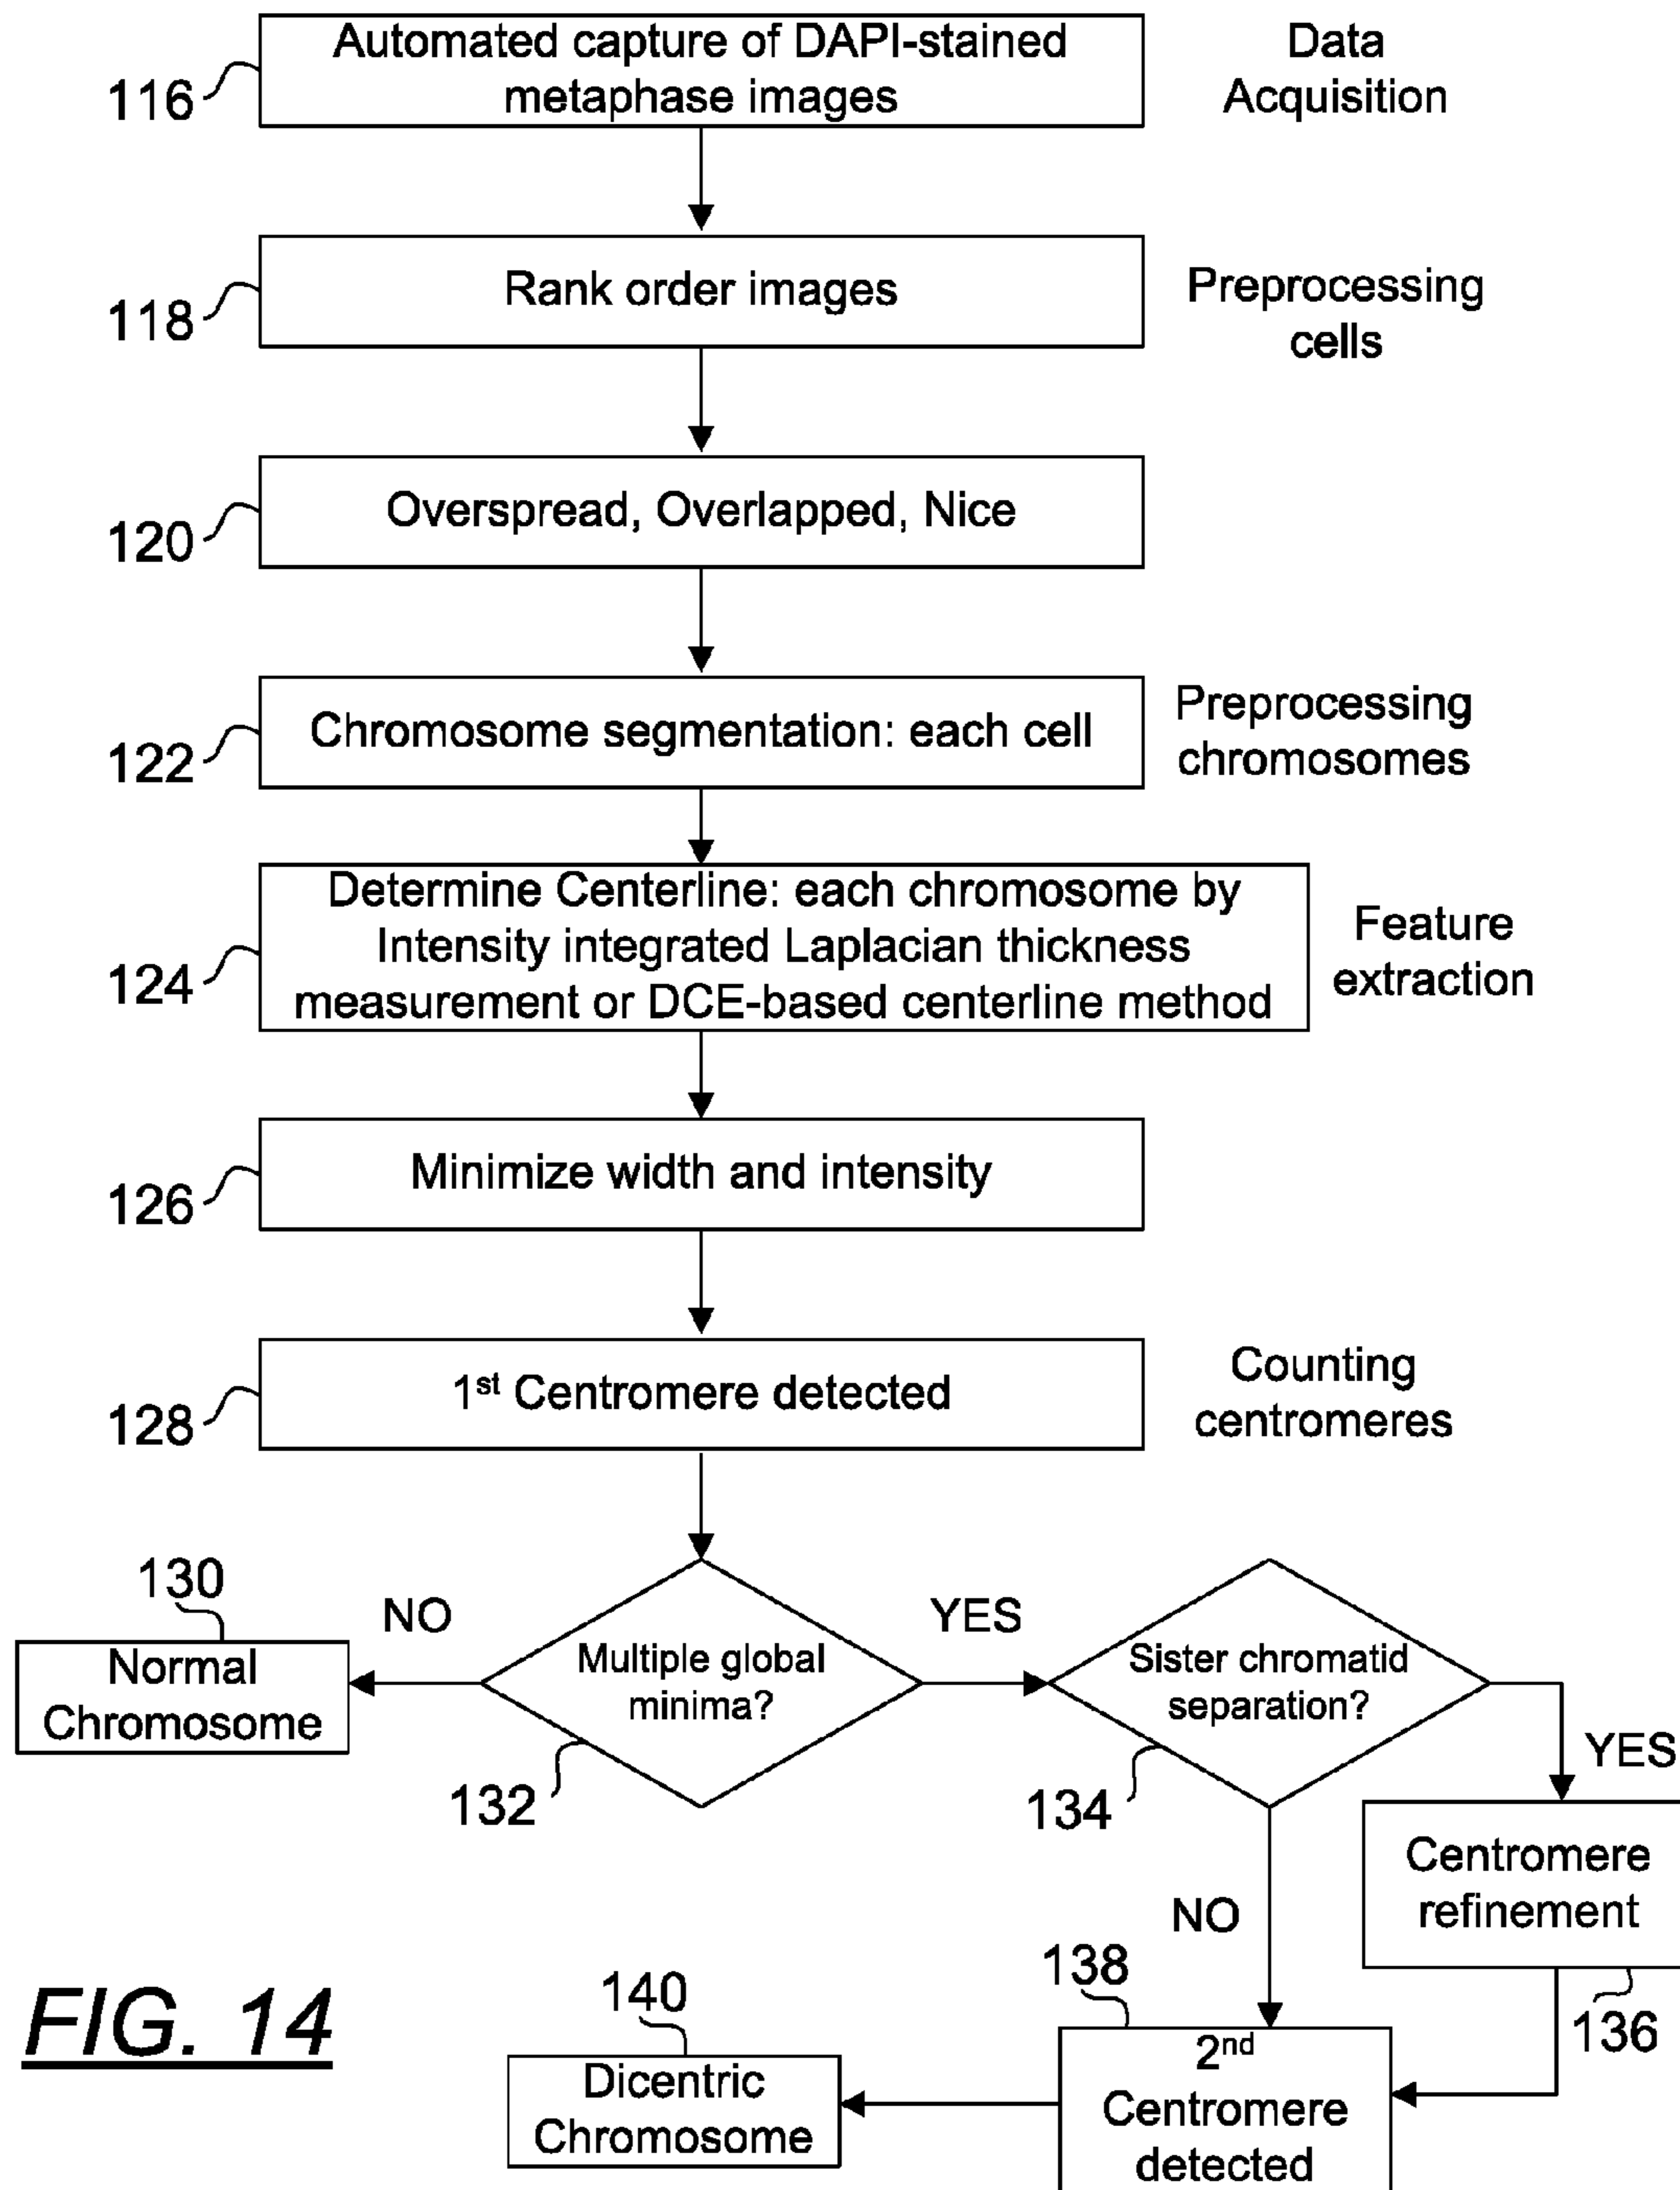 Automated capture of DAPI-stained
metaphase images
116
Data
Acquisition
Rank order images
118
Preprocessing
cells
Overspread, Overlapped, Nice
120
Chromosome segmentation: each cell
122
Preprocessing
chromosomes
Determine Centerline: each chromosome by
Intensity integrated Laplacian thickness
measurement or DCE-based centerline method
124
Feature
extraction
Minimize width and intensity
126
1st Centromere detected
128
Counting
centromeres
130
NO
Normal
Chromosome
Multiple global
minima?
132
YES
Sister chromatid
separation?
134
YES
Centromere
refinement
136
NO
138
2nd
Centromere
detected
140
Dicentric
Chromosome
FIG. 14